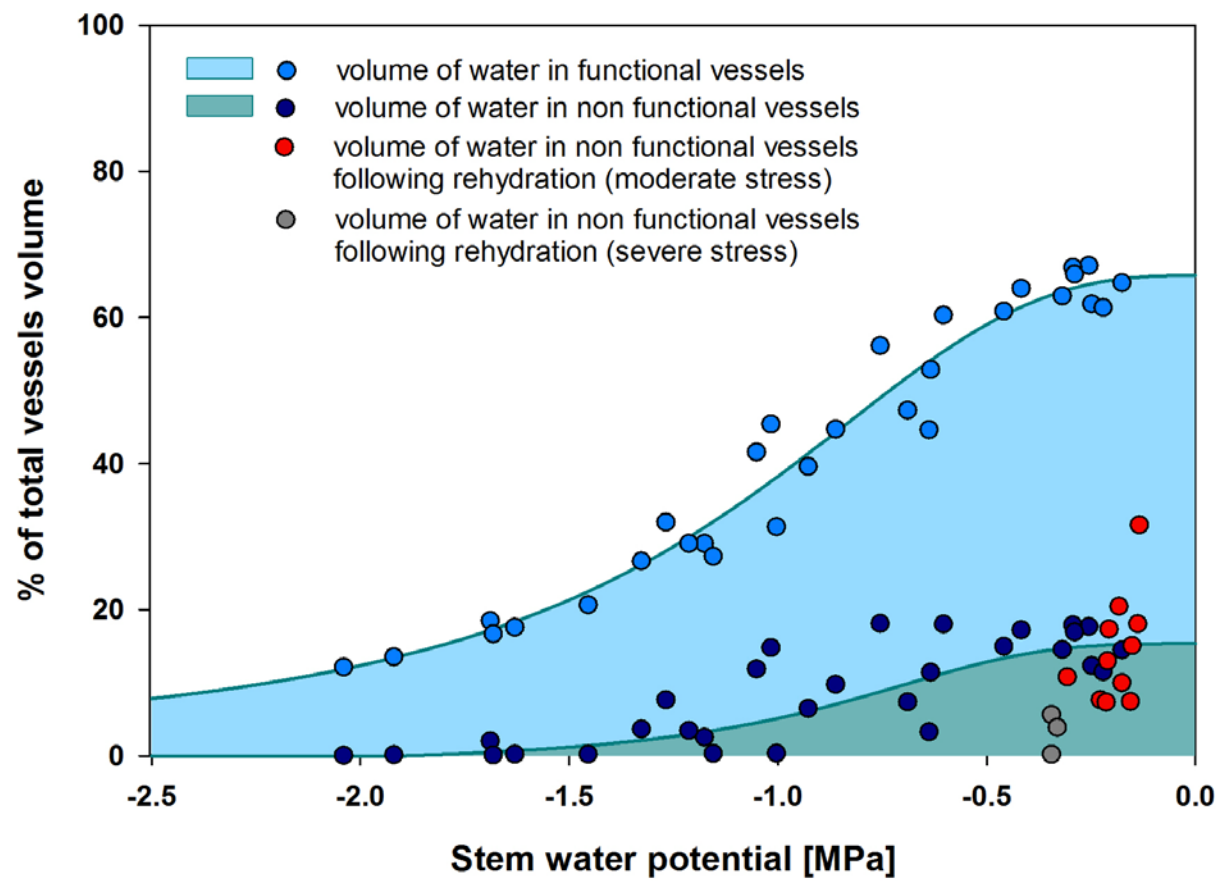 100
80
60
40
20
0
% of total vessels volume
volume of water in functional vessels
volume of water in non functional vessels
volume of water in non functional vessels
following rehydration (moderate stress)
volume of water in non functional vessels
following rehydration (severe stress)
-2.5 -2.0 -1.5 -1.0 -0.5 0.0
Stem water potential [MPa]